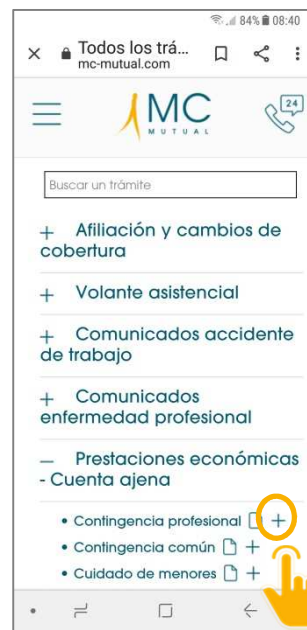 84% 08:40
Todos los trá...
mc-mutual.com
MC
MUTUAL
24
Buscar un trámite
+ Afiliación y cambios de
cobertura
+ Volante asistencial
+ Comunicados accidente
de trabajo
+ Comunicados
enfermedad profesional
— Prestaciones económicas
- Cuenta ajena
• Contingencia profesional +
• Contingencia común +
• Cuidado de menores +